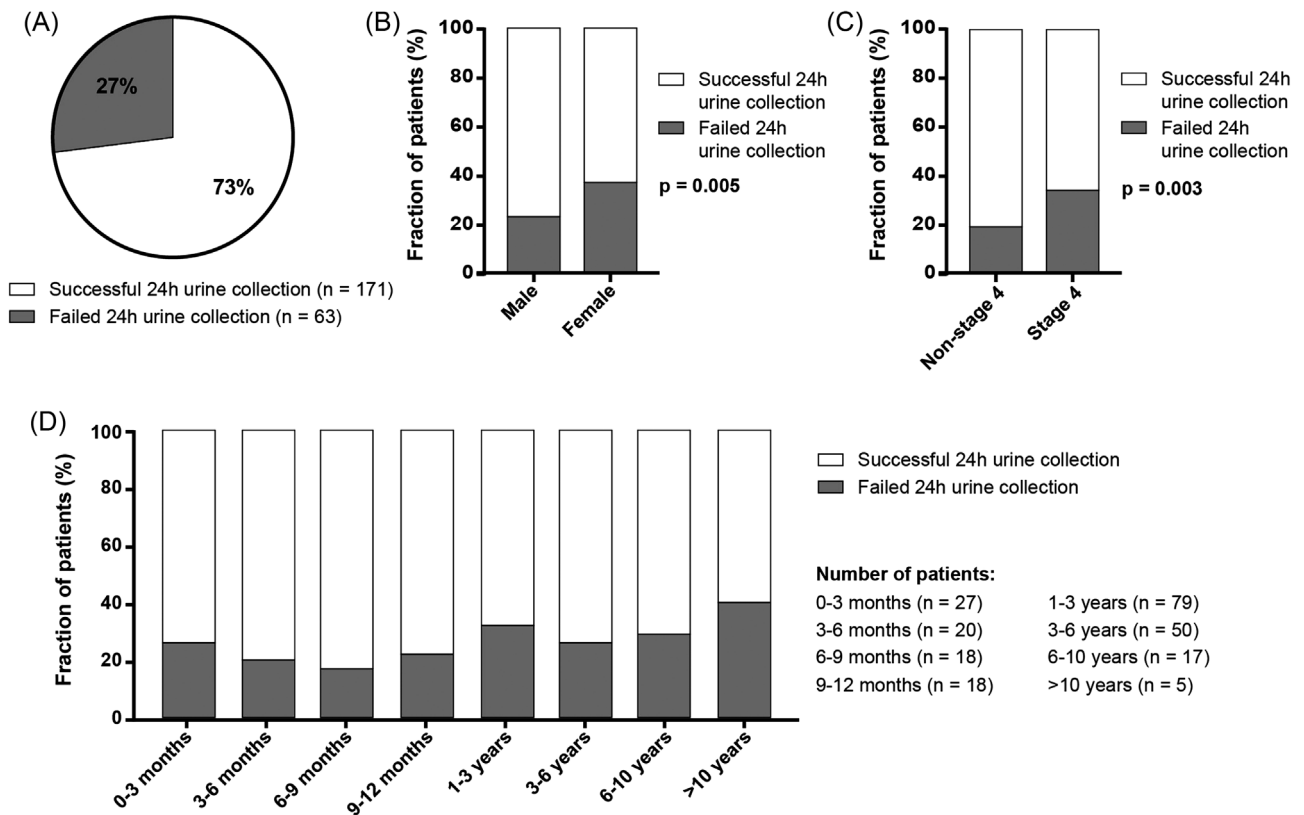 (A)
27%
73%
Successful 24h urine collection (n = 171)
Failed 24h urine collection (n = 63)
(B)
Fraction of patients (%)
100
80
60
40
20
0
Male
Female
Successful 24h
urine collection
Failed 24h
urine collection
p = 0.005
(C)
Fraction of patients (%)
100
80
60
40
20
0
Non-stage 4
Stage 4
Successful 24h
urine collection
Failed 24h
urine collection
p = 0.003
(D)
Fraction of patients (%)
100
80
60
40
20
0
0-3 months
3-6 months
6-9 months
9-12 months
1-3 years
3-6 years
6-10 years
>10 years
Successful 24h urine collection
Failed 24h urine collection
Number of patients:
0-3 months (n = 27)
3-6 months (n = 20)
6-9 months (n = 18)
9-12 months (n = 18)
1-3 years (n = 79)
3-6 years (n = 50)
6-10 years (n = 17)
>10 years (n = 5)